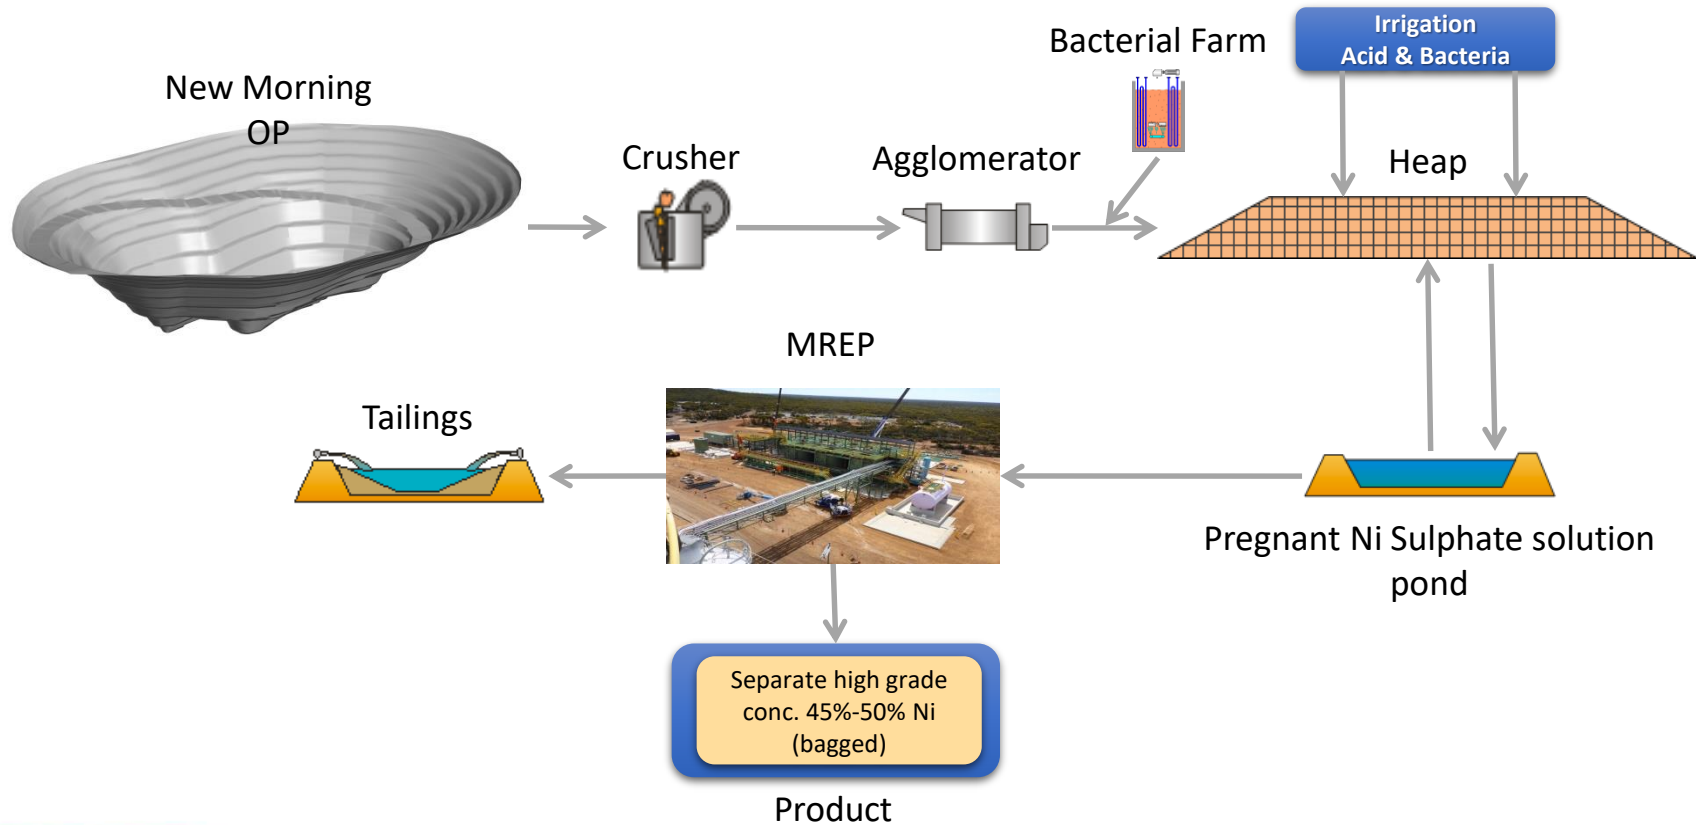 New Morning
OP
Crusher
Agglomerator
Bacterial Farm
Irrigation
Acid & Bacteria
Heap
MREP
Tailings
Pregnant Ni Sulphate solution
pond
Separate high grade
conc. 45%-50% Ni
(bagged)
Product